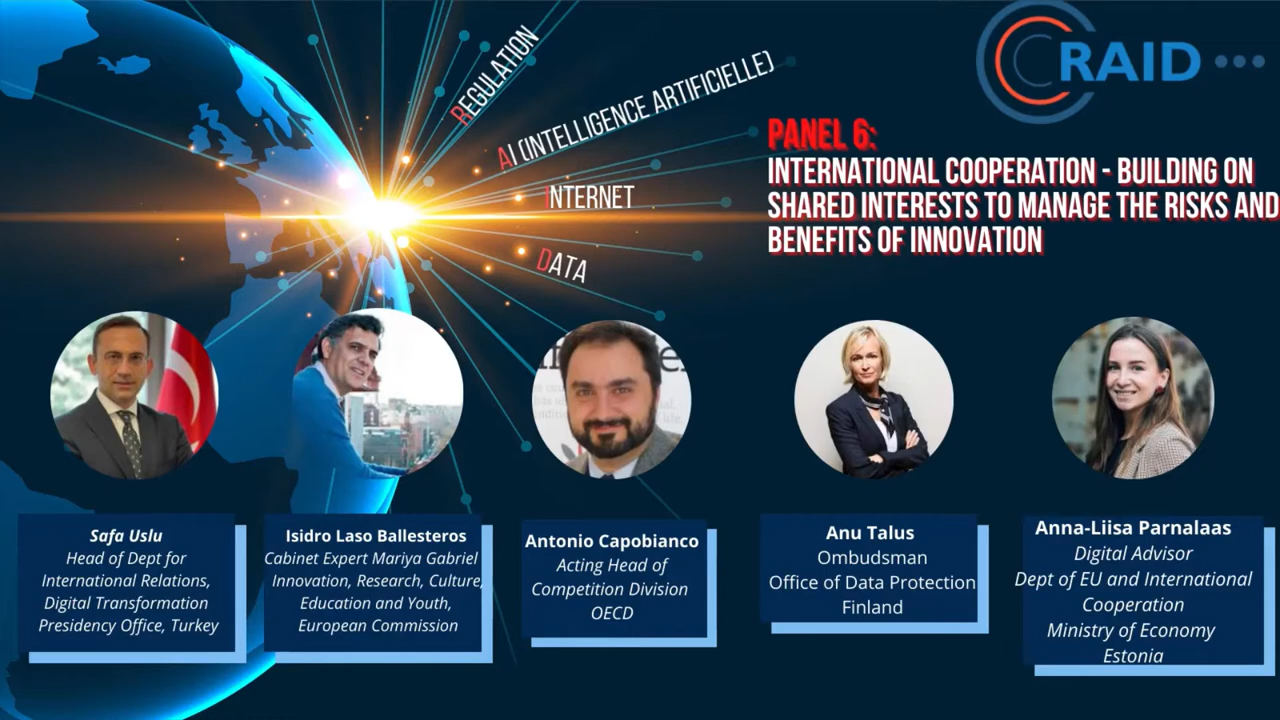 RAID
REGULATION
AI (INTELLIGENCE ARTIFICIELLE)
INTERNET
DATA
PANEL 6:
INTERNATIONAL COOPERATION - BUILDING ON
SHARED INTERESTS TO MANAGE THE RISKS AND
BENEFITS OF INNOVATION
Safa Uslu
Head of Dept for
International Relations,
Digital Transformation
Presidency Office, Turkey
Isidro Laso Ballesteros
Cabinet Expert Mariya Gabriel
Innovation, Research, Culture,
Education and Youth,
European Commission
Antonio Capobianco
Acting Head of
Competition Division
OECD
Anu Talus
Ombudsman
Office of Data Protection
Finland
Anna-Liisa Parnalaas
Digital Advisor
Dept of EU and International
Cooperation
Ministry of Economy
Estonia